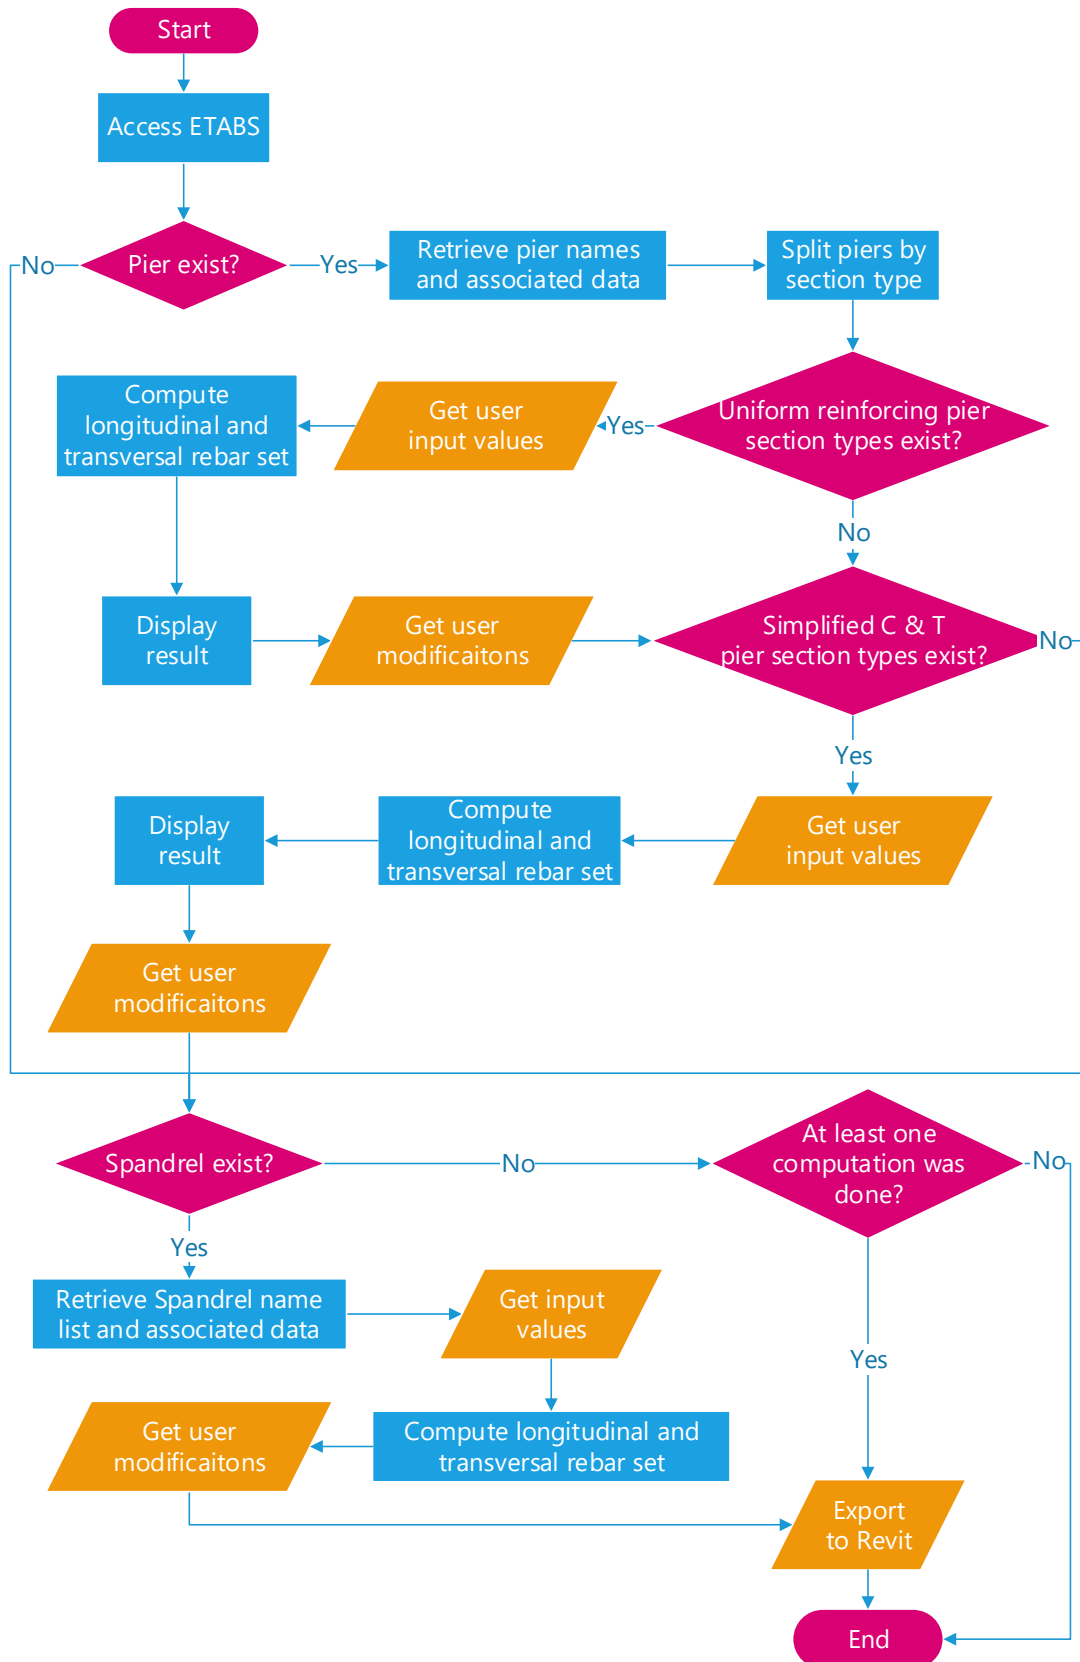 Start
Access ETABS
Pier exist?
No
Yes
Retrieve pier names
and associated data
Split piers by
section type
Uniform reinforcing pier
section types exist?
Yes
Get user
input values
Compute
longitudinal and
transversal rebar set
No
Display
result
Get user
modificaitons
Simplified C & T
pier section types exist?
No
Yes
Get user
input values
Compute
longitudinal and
transversal rebar set
Display
result
Get user
modificaitons
Spandrel exist?
No
At least one
computation was
done?
No
Yes
Retrieve Spandrel name
list and associated data
Get input
values
Yes
Compute longitudinal and
transversal rebar set
Get user
modificaitons
Export
to Revit
End